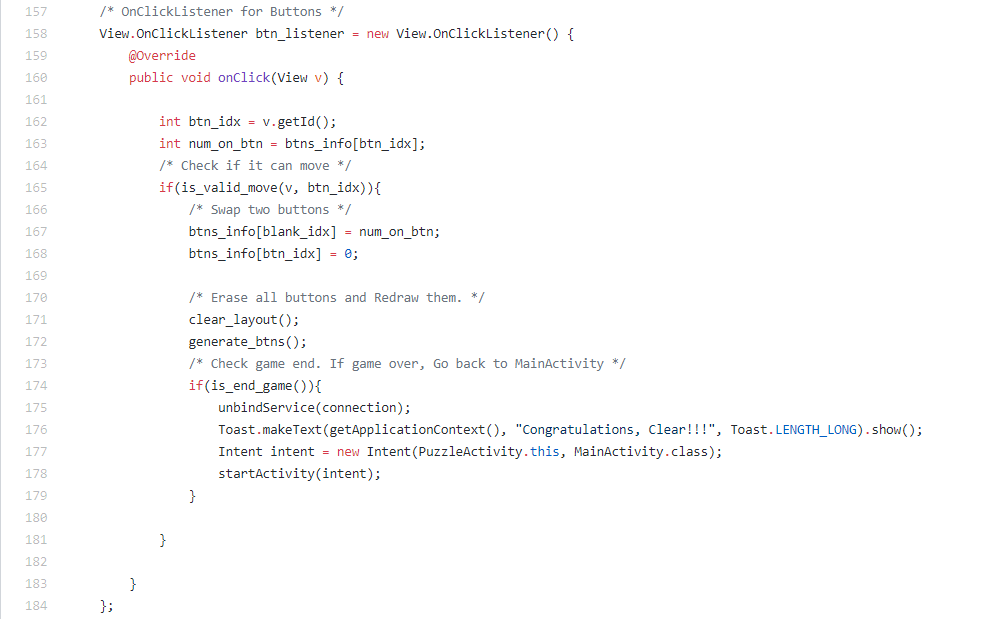 157 /* OnClickListener for Buttons */
158 View.OnClickListener btn_listener = new View.OnClickListener() {
159 @Override
160 public void onClick(View v) {
161
162 int btn_idx = v.getId();
163 int num_on_btn = btns_info[btn_idx];
164 /* Check if it can move */
165 if(is_valid_move(v, btn_idx)){
166 /* Swap two buttons */
167 btns_info[blank_idx] = num_on_btn;
168 btns_info[btn_idx] = 0;
169
170 /* Erase all buttons and Redraw them. */
171 clear_layout();
172 generate_btns();
173 /* Check game end. If game over, Go back to MainActivity */
174 if(is_end_game()){
175 unbindService(connection);
176 Toast.makeText(getApplicationContext(), "Congratulations, Clear!!!", Toast.LENGTH_LONG).show();
177 Intent intent = new Intent(PuzzleActivity.this, MainActivity.class);
178 startActivity(intent);
179 }
180
181 }
182
183 }
184 };